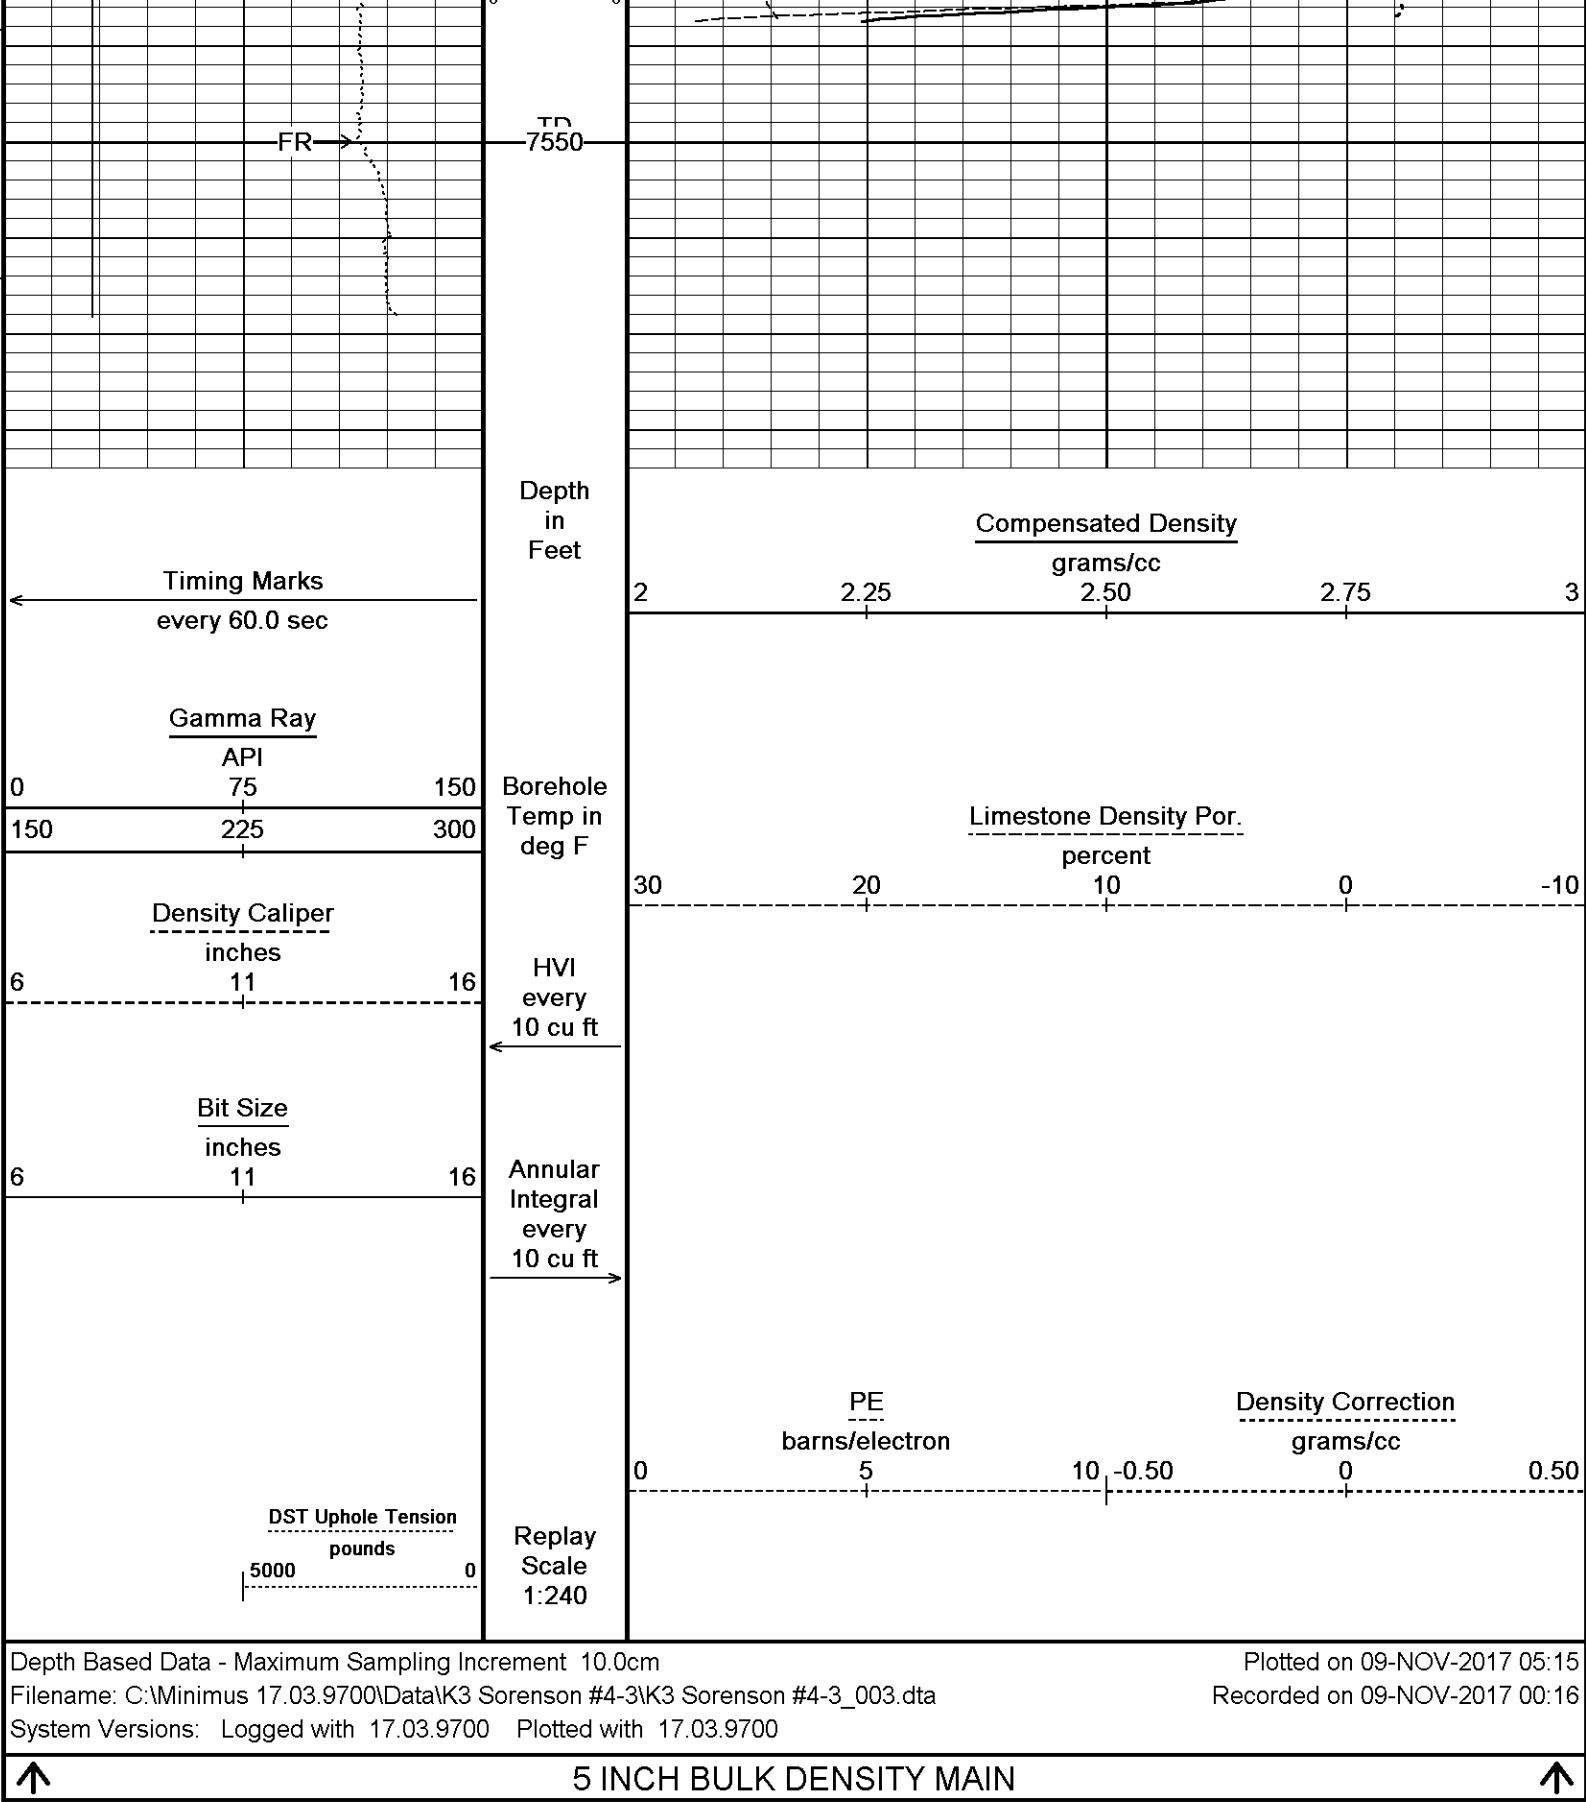 TD
FR
7550
Depth
in
Feet
Timing Marks
every 60.0 sec
Gamma Ray
API
0 75 150
150 225 300
Density Caliper
inches
6 11 16
Bit Size
inches
6 11 16
DST Uphole Tension
pounds
5000 0
Borehole
Temp in
deg F
HVI
every
10 cu ft
Annular
Integral
every
10 cu ft
Replay
Scale
1:240
Compensated Density
grams/cc
2 2.25 2.50 2.75 3
Limestone Density Por.
percent
30 20 10 0 -10
PE
barns/electron
0 5 10
Density Correction
grams/cc
-0.50 0 0.50
Depth Based Data - Maximum Sampling Increment 10.0cm
Plotted on 09-NOV-2017 05:15
Filename: C:\Minimus 17.03.9700\Data\K3 Sorenson #4-3\K3 Sorenson #4-3_003.dta
Recorded on 09-NOV-2017 00:16
System Versions: Logged with 17.03.9700 Plotted with 17.03.9700
5 INCH BULK DENSITY MAIN